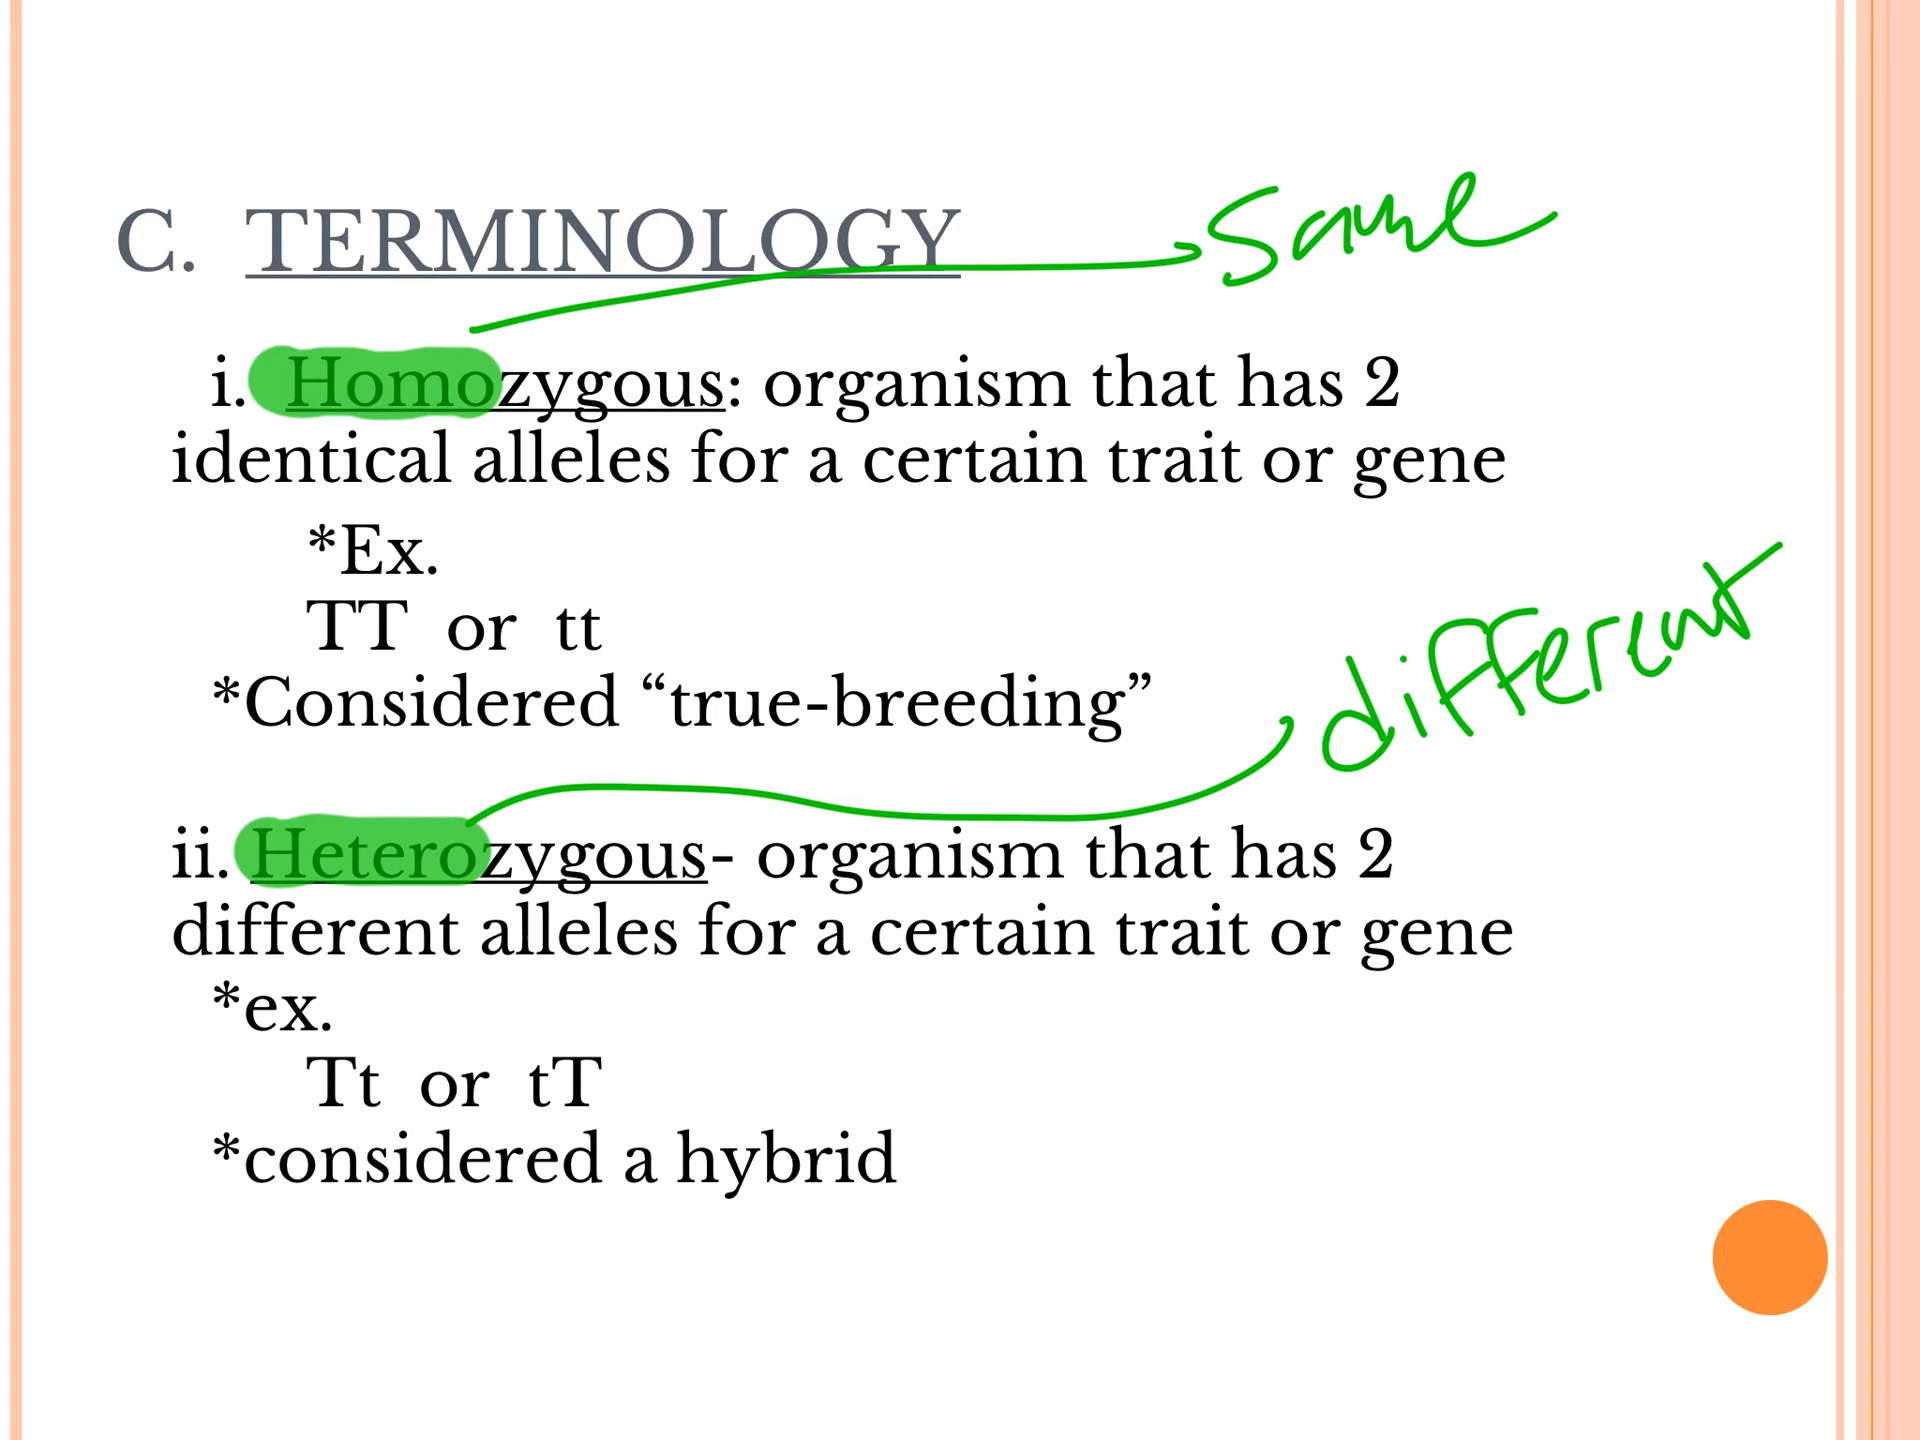 C. TERMINOLOGY
same
i. Homozygous: organism that has 2
identical alleles for a certain trait or gene
*Ex.
TT or tt
*Considered “true-breeding”
different
ii. Heterozygous- organism that has 2
different alleles for a certain trait or gene
*ex.
Tt or tT
*considered a hybrid